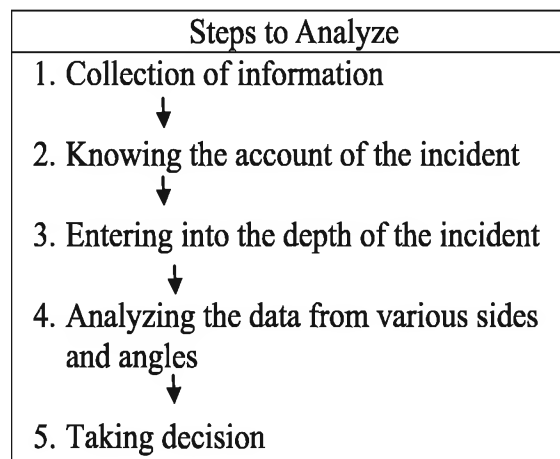 Steps to Analyze
1. Collection of information
2. Knowing the account of the incident
3. Entering into the depth of the incident
4. Analyzing the data from various sides
and angles
5. Taking decision